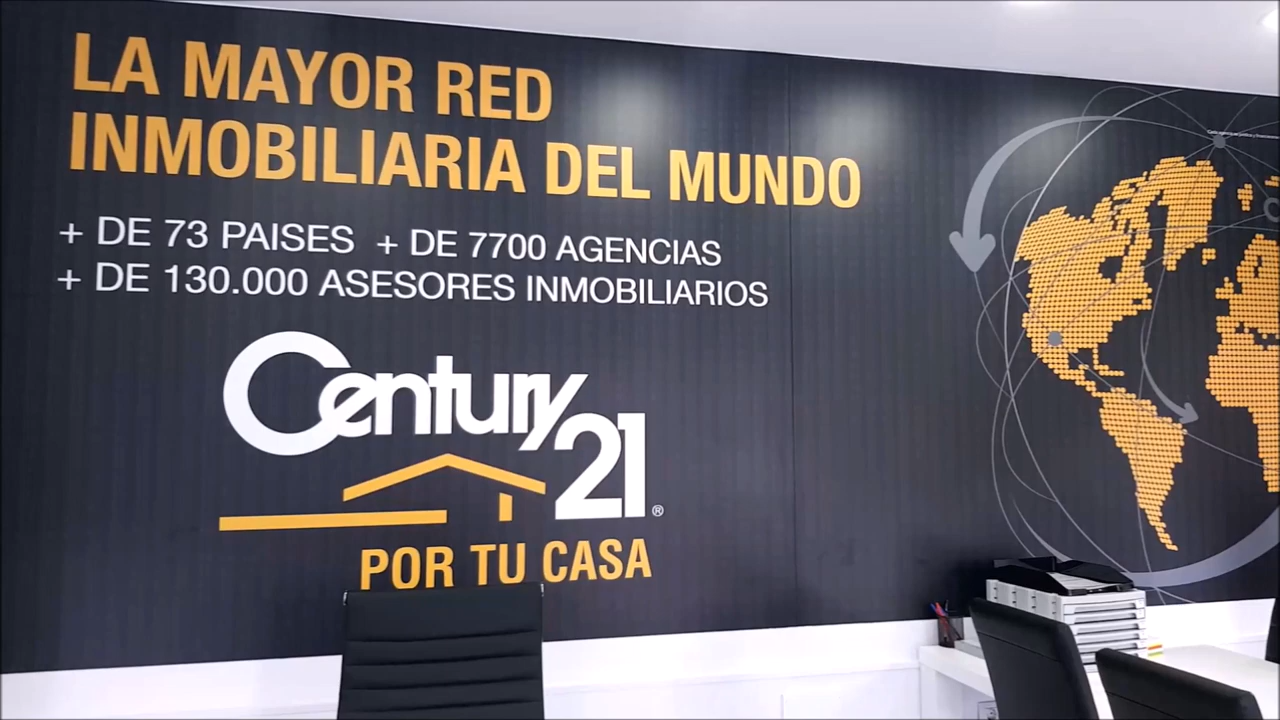 LA MAYOR RED
INMOBILIARIA DEL MUNDO
+ DE 73 PAISES + DE 7700 AGENCIAS
+ DE 130.000 ASESORES INMOBILIARIOS
Century
21®
POR TU CASA